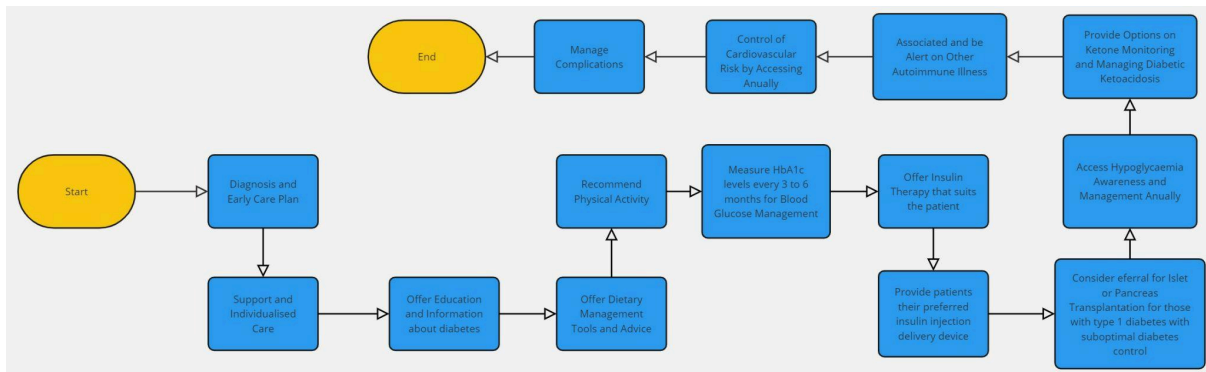 Start
Diagnosis and
Early Care Plan
Support and
Individualised
Care
Offer Education
and Information
about diabetes
Offer Dietary
Management
Tools and Advice
Recommend
Physical Activity
Measure HbA1c
levels every 3 to 6
months for Blood
Glucose Management
Offer Insulin
Therapy that suits
the patient
Provide patients
their preferred
insulin injection
delivery device
Consider eferral for Islet
or Pancreas
Transplantation for those
with type 1 diabetes with
suboptimal diabetes
control
Access Hypoglycaemia
Awareness and
Management Anually
Provide Options on
Ketone Monitoring
and Managing Diabetic
Ketoacidosis
Associated and be
Alert on Other
Autoimmune Illness
Control of
Cardiovascular
Risk by Accessing
Anually
Manage
Complications
End